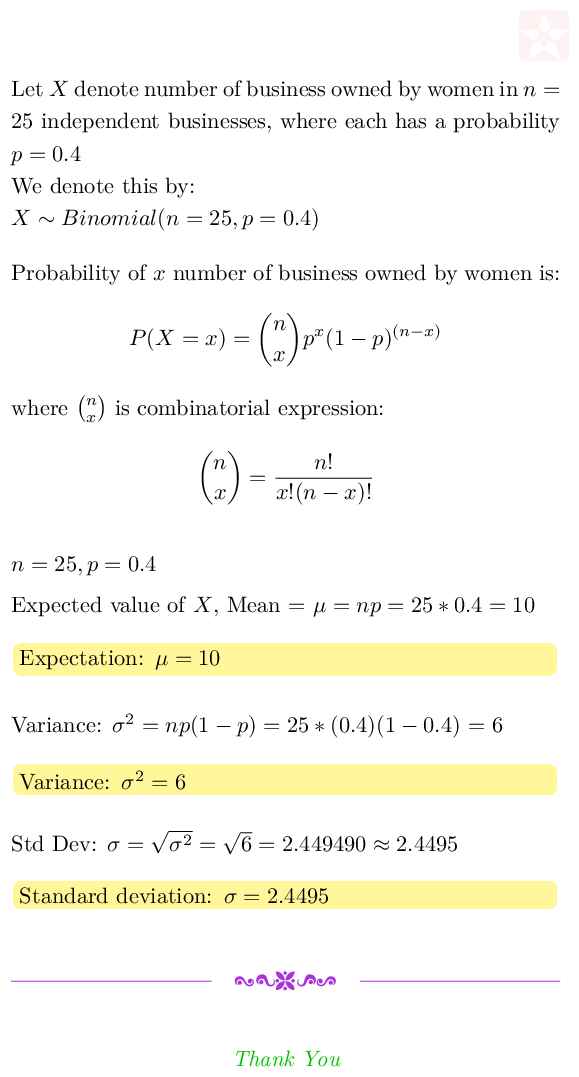 Let X denote number of business owned by women in n =
25 independent businesses, where each has a probability
p = 0.4
We denote this by:
X ∼ Binomial(n = 25, p = 0.4)
Probability of x number of business owned by women is:
P(X = x) = \binom{n}{x} p^x (1 − p)^{(n−x)}
where \binom{n}{x} is combinatorial expression:
\binom{n}{x} = \frac{n!}{x!(n − x)!}
n = 25, p = 0.4
Expected value of X, Mean = μ = np = 25 ∗ 0.4 = 10
Expectation: μ = 10
Variance: σ² = np(1 − p) = 25 ∗ (0.4)(1 − 0.4) = 6
Variance: σ² = 6
Std Dev: σ = √σ² = √6 = 2.449490 ≈ 2.4495
Standard deviation: σ = 2.4495
Thank You